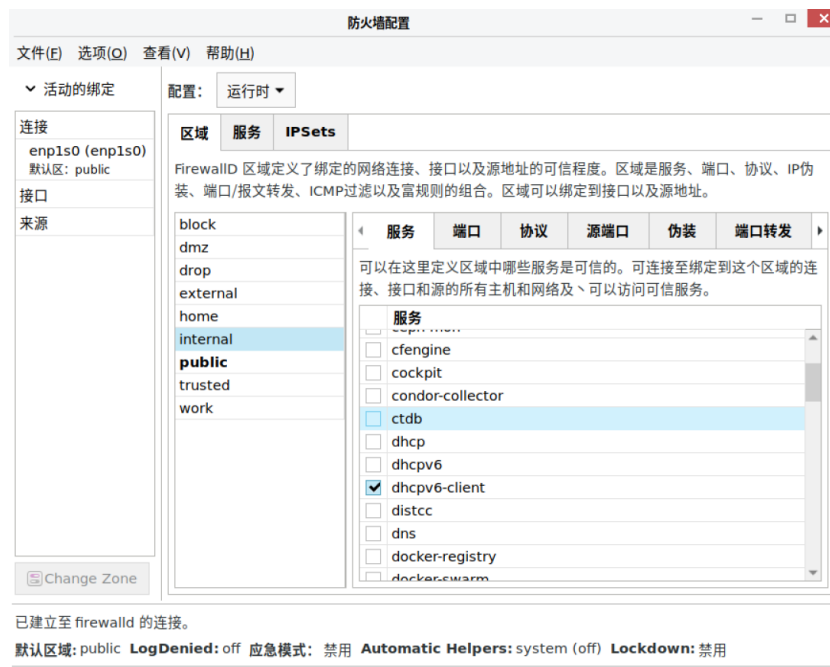 防火墙配置
文件(F) 选项(O) 查看(V) 帮助(H)
活动的绑定
连接
enp1s0 (enp1s0)
默认区: public
接口
来源
Change Zone
配置: 运行时
区域 服务 IPSets
FirewallD 区域定义了绑定的网络连接、接口以及源地址的可信程度。区域是服务、端口、协议、IP伪
装、端口/报文转发、ICMP过滤以及富规则的组合。区域可以绑定到接口以及源地址。
block
dmz
drop
external
home
internal
public
trusted
work
服务 端口 协议 源端口 伪装 端口转发
可以在这里定义区域中哪些服务是可信的。可连接至绑定到这个区域的连
接、接口和源的所有主机和网络及丶可以访问可信服务。
服务
ceph-mon
cfengine
cockpit
condor-collector
ctdb
dhcp
dhcpv6
dhcpv6-client
distcc
dns
docker-registry
docker-swarm
已建立至 firewalld 的连接。
默认区域: public LogDenied: off 应急模式: 禁用 Automatic Helpers: system (off) Lockdown: 禁用